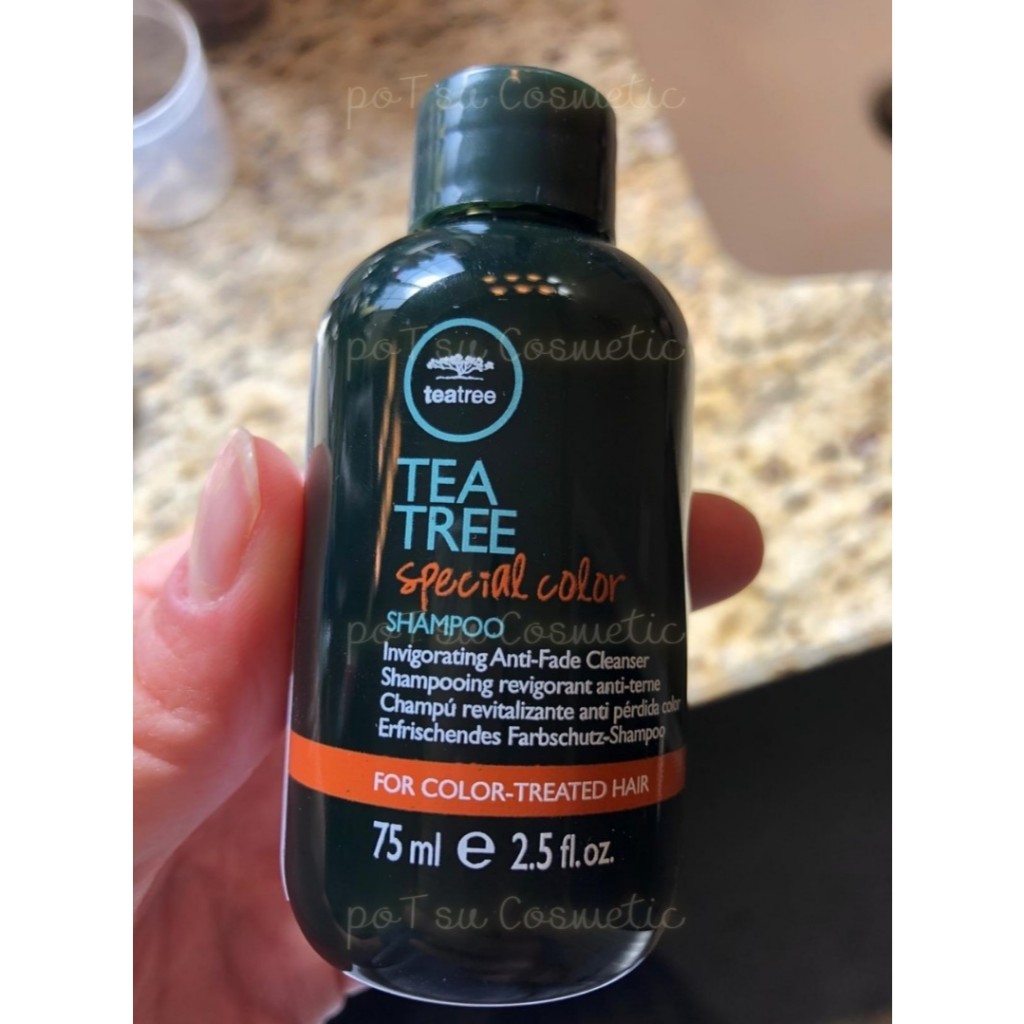 poTsu Cosmetic
poTsu Cosmetic
teatree
TEA
TREE
special color
SHAMPOO
poTsu Cosmetic
Invigorating Anti-Fade Cleanser
Shampooing revigorant anti-terne
Champú revitalizante anti pérdida color
Erfrischendes Farbschutz-Shampoo
FOR COLOR-TREATED HAIR
75 ml e 2.5 fl. oz.
poTsu Cosmetic